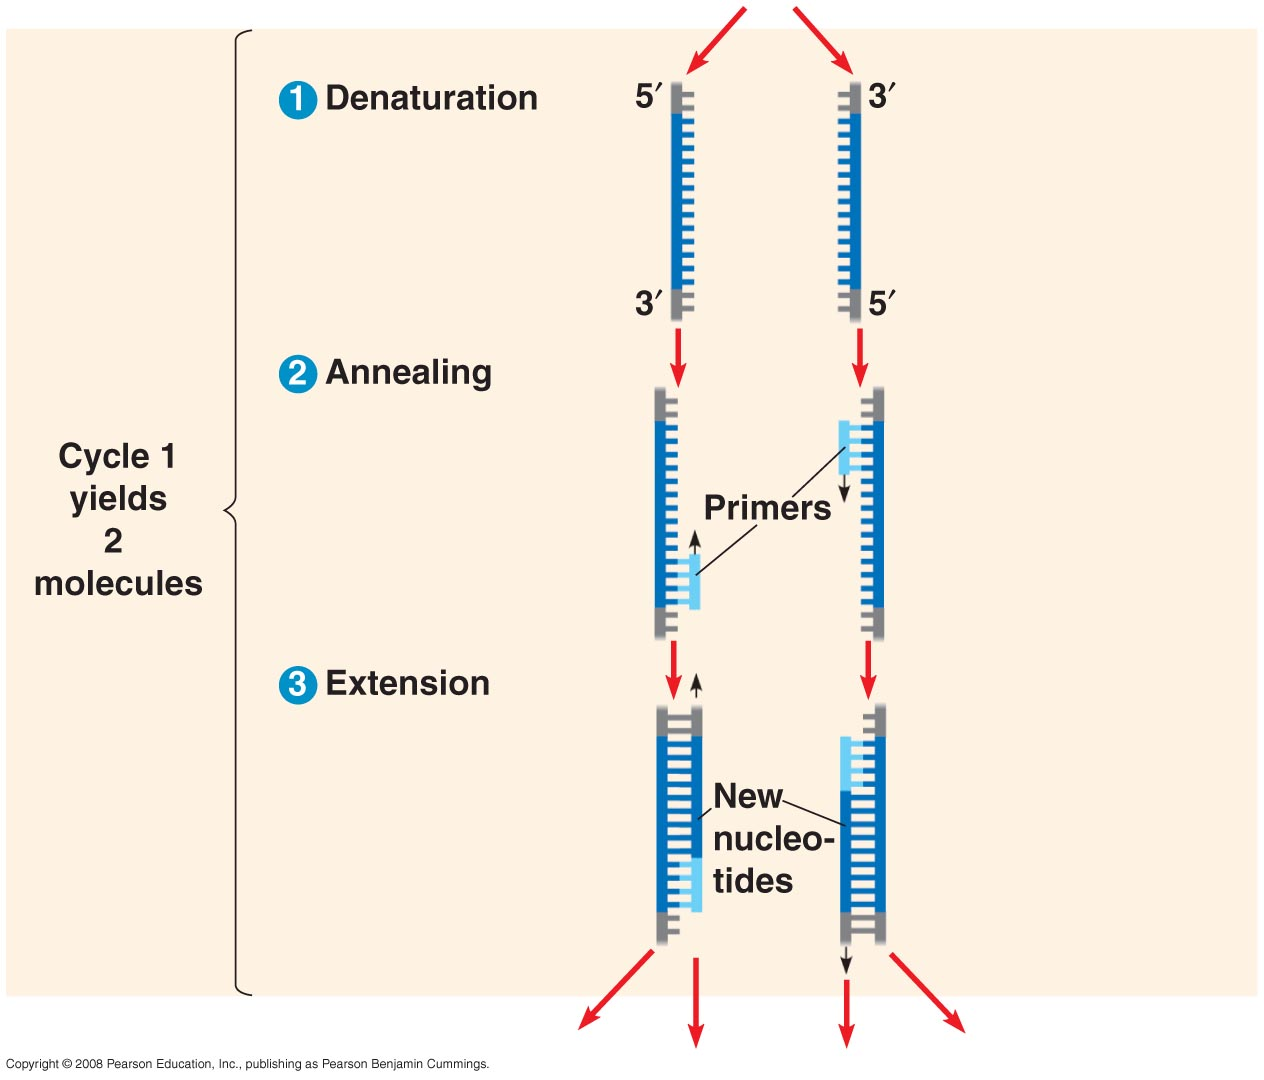 1 Denaturation
5′
3′
3′
5′
2 Annealing
Cycle 1
yields
2
molecules
Primers
3 Extension
New
nucleo-
tides
Copyright © 2008 Pearson Education, Inc., publishing as Pearson Benjamin Cummings.